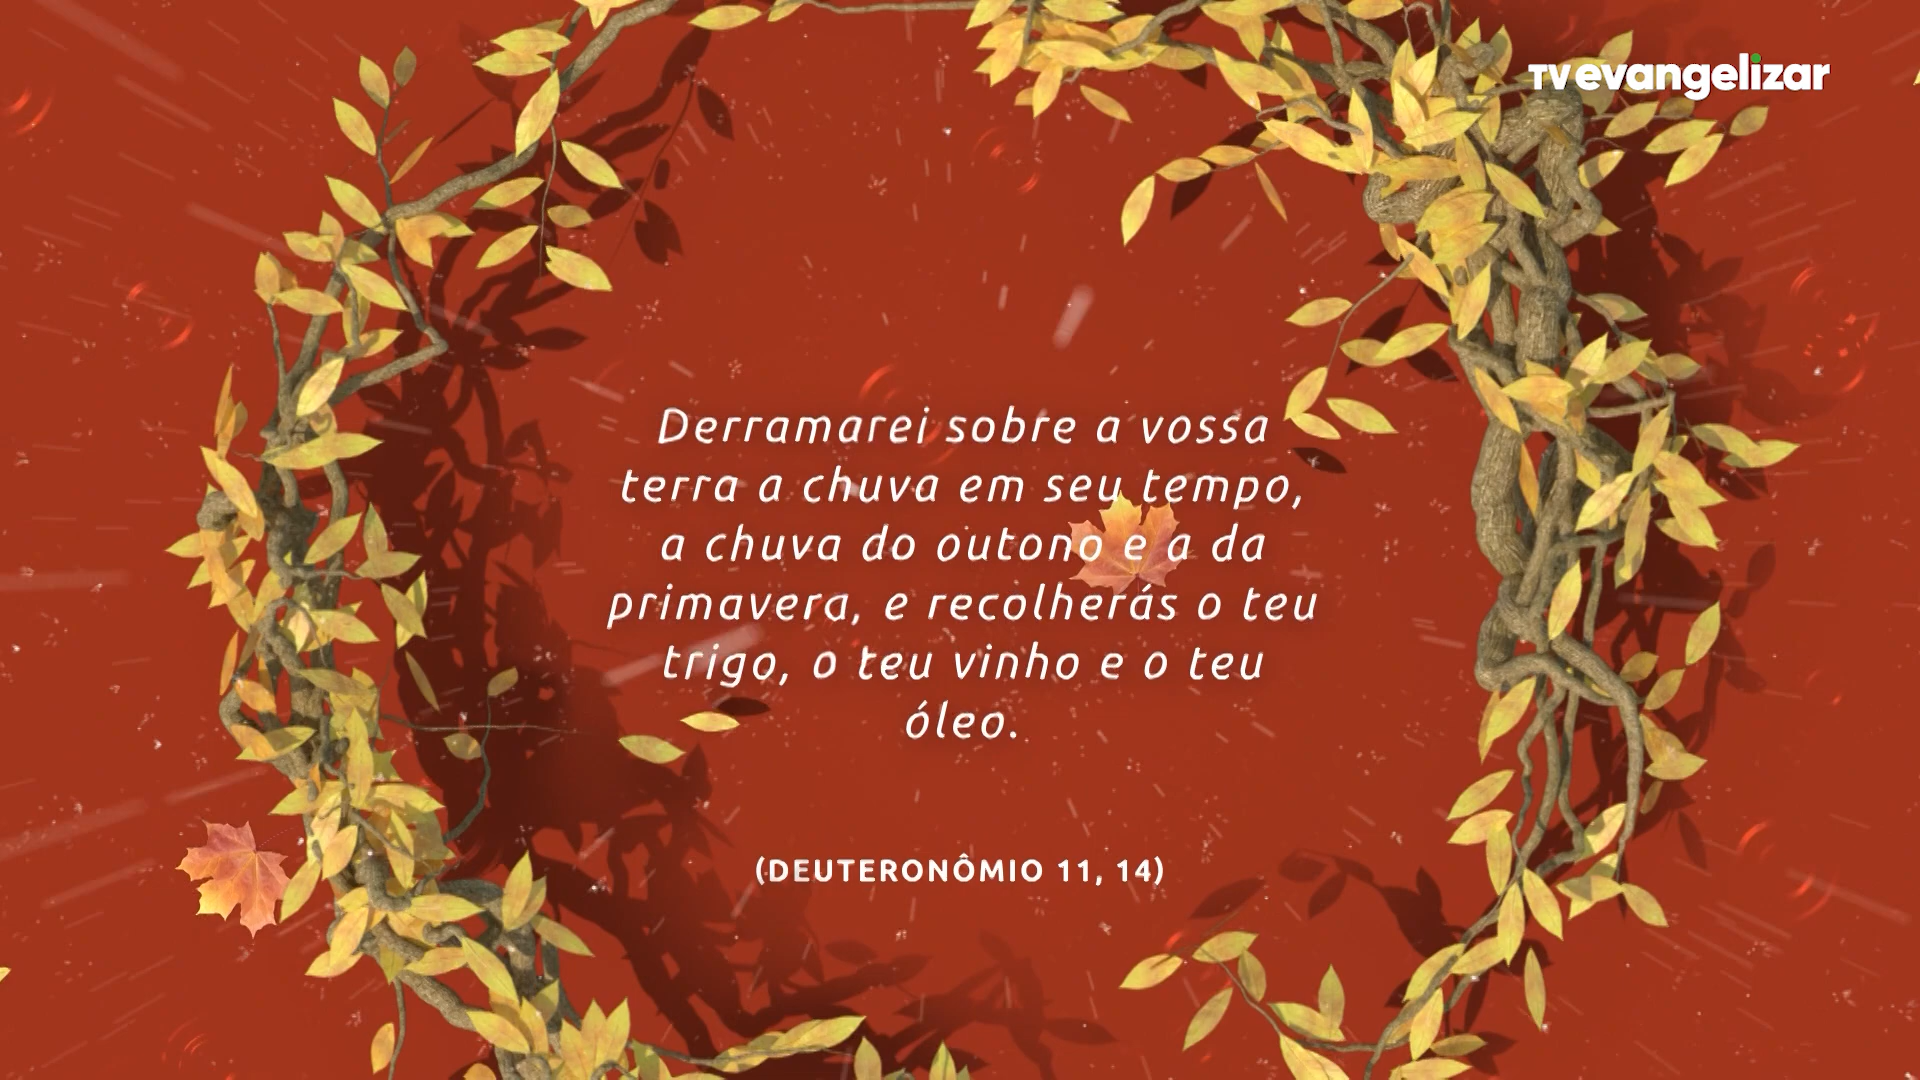 TVevangelizar
Derramarei sobre a vossa
terra a chuva em seu tempo,
a chuva do outono e a da
primavera, e recolherás o teu
trigo, o teu vinho e o teu
óleo.
(DEUTERONÔMIO 11, 14)